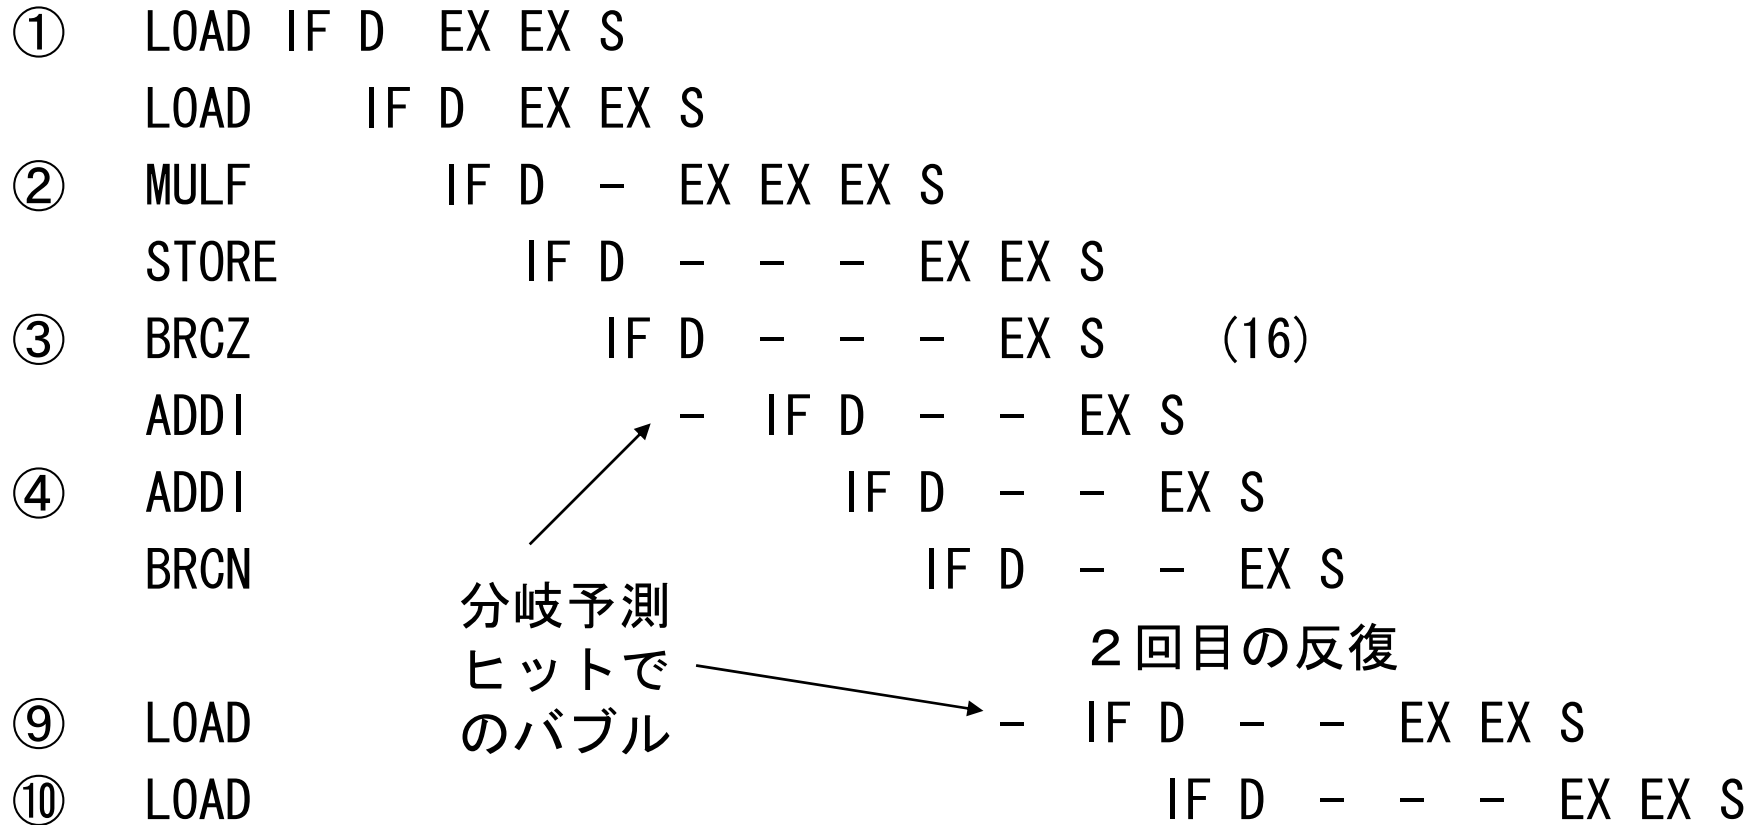 ① LOAD IF D EX EX S
LOAD IF D EX EX S
② MULF IF D - EX EX EX S
STORE IF D - - - EX EX S
③ BRCZ IF D - - - EX S (16)
ADDI - IF D - - EX S
④ ADDI IF D - - EX S
BRCN IF D - - EX S
分岐予測
ヒットで
のバブル
２回目の反復
⑨ LOAD - IF D - - EX EX S
⑩ LOAD IF D - - - EX EX S